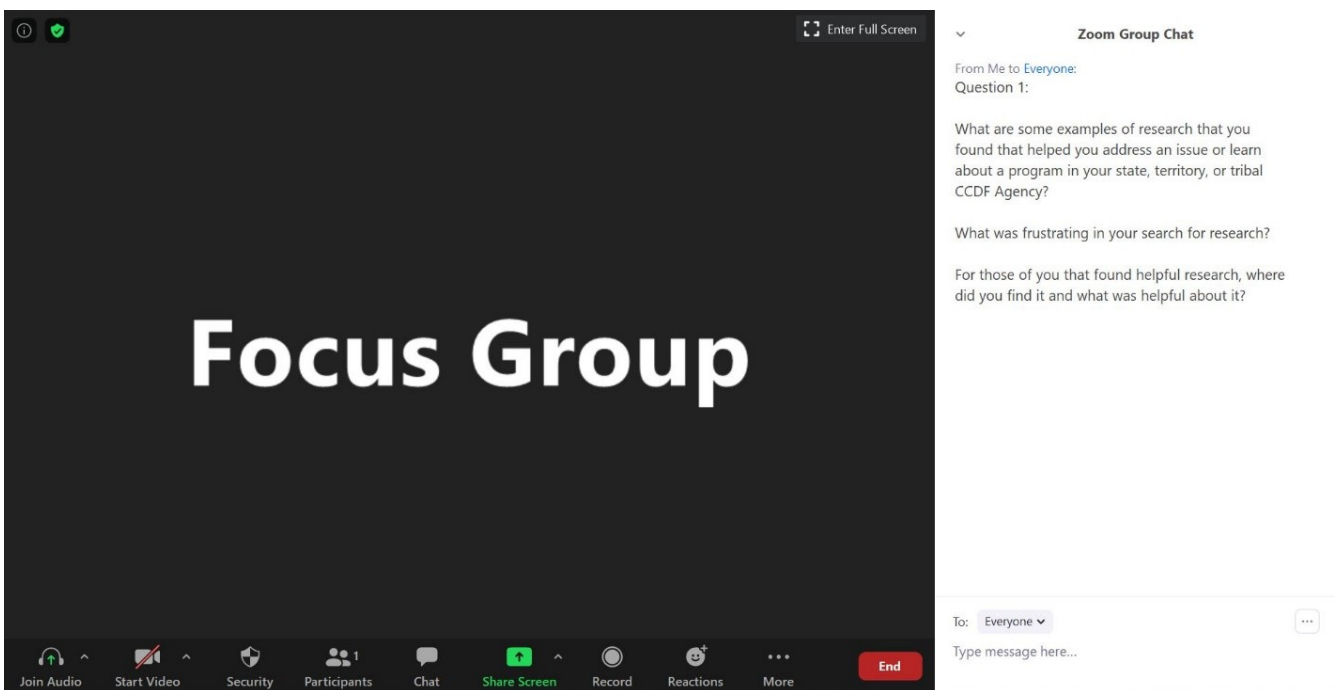 Enter Full Screen
Focus Group
Join Audio
Start Video
Security
1
Participants
Chat
Share Screen
Record
Reactions
More
End
Zoom Group Chat
From Me to Everyone:
Question 1:
What are some examples of research that you
found that helped you address an issue or learn
about a program in your state, territory, or tribal
CCDF Agency?
What was frustrating in your search for research?
For those of you that found helpful research, where
did you find it and what was helpful about it?
To: Everyone
Type message here...